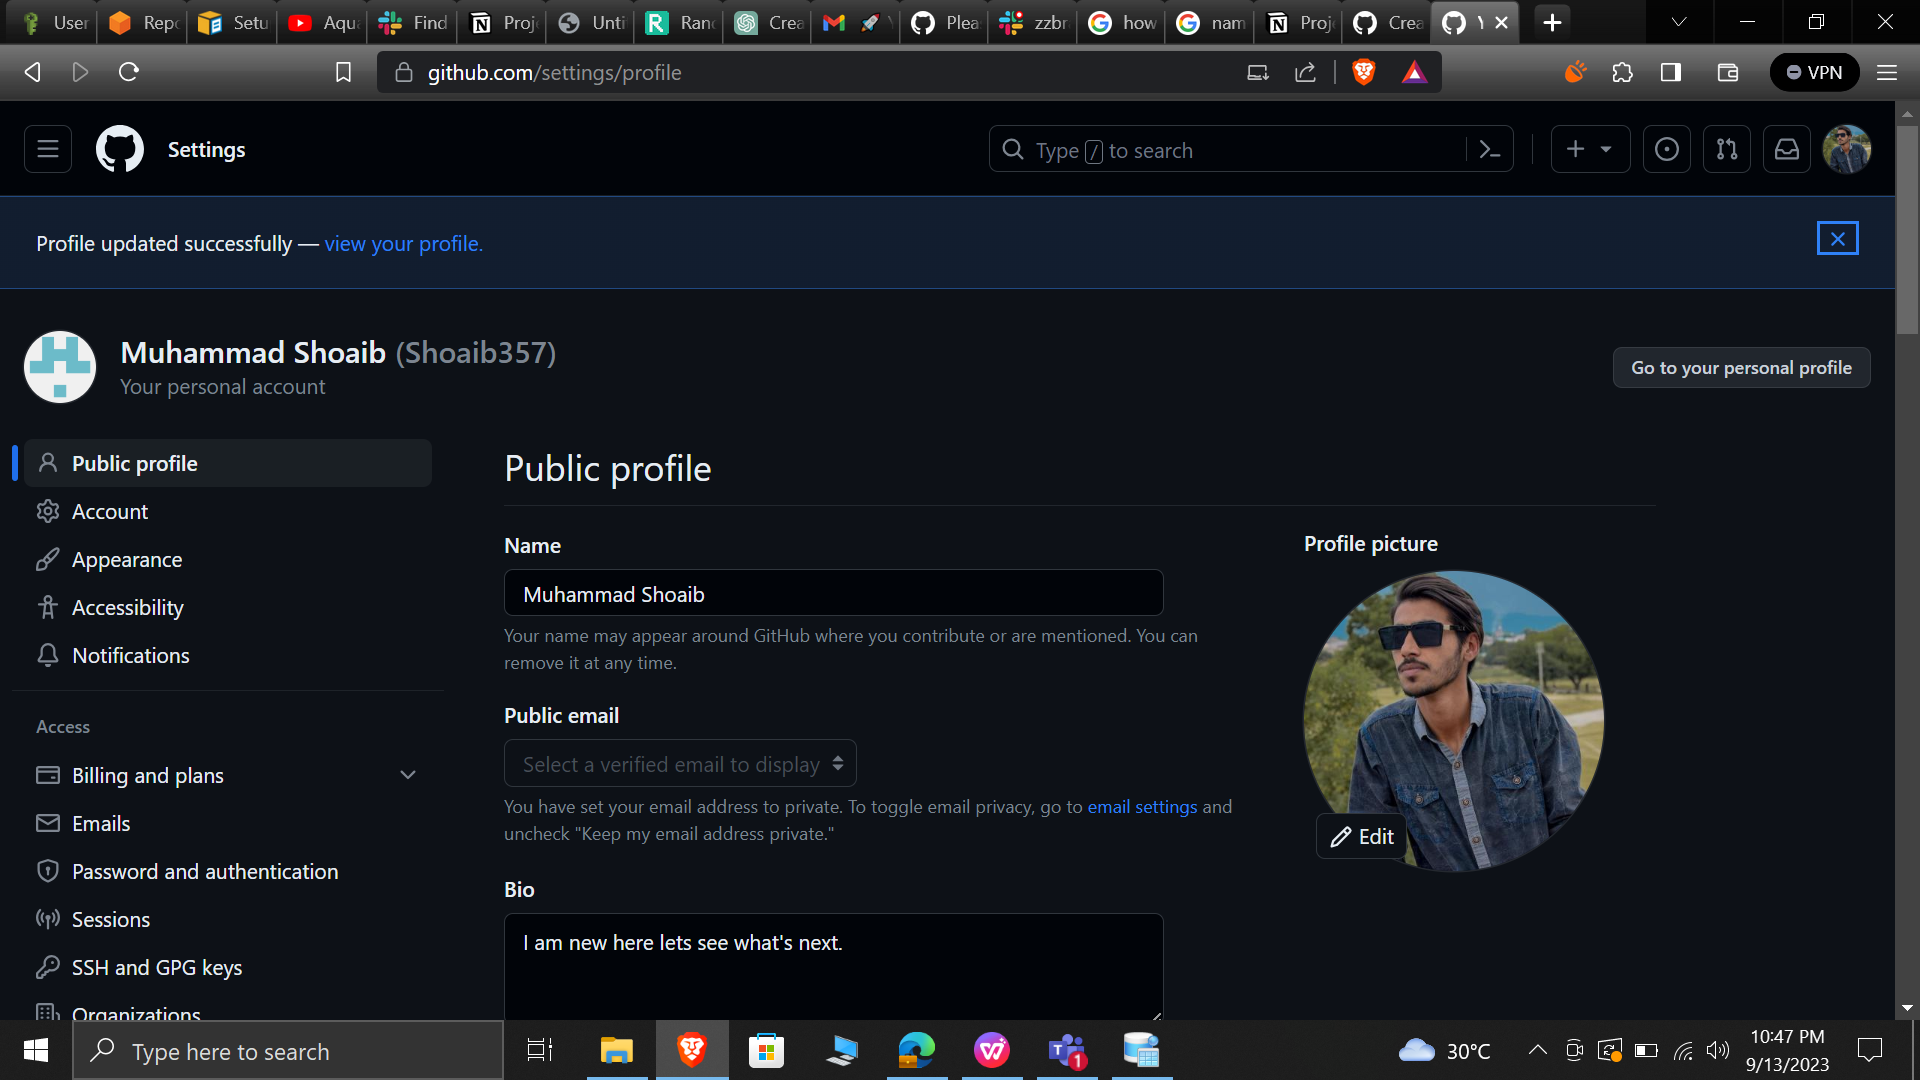 User
Repo
Setu
Aqua
Find
Proje
Unti
Ran
Crea
Plea
zzbr
how
nam
Proje
Crea
github.com/settings/profile
VPN
Settings
Type / to search
Profile updated successfully — view your profile.
Muhammad Shoaib (Shoaib357)
Your personal account
Go to your personal profile
Public profile
Account
Appearance
Accessibility
Notifications
Access
Billing and plans
Emails
Password and authentication
Sessions
SSH and GPG keys
Organizations
Public profile
Name
Muhammad Shoaib
Your name may appear around GitHub where you contribute or are mentioned. You can
remove it at any time.
Public email
Select a verified email to display
You have set your email address to private. To toggle email privacy, go to email settings and
uncheck "Keep my email address private."
Bio
I am new here lets see what's next.
Profile picture
Edit
Type here to search
1
30°C
10:47 PM
9/13/2023